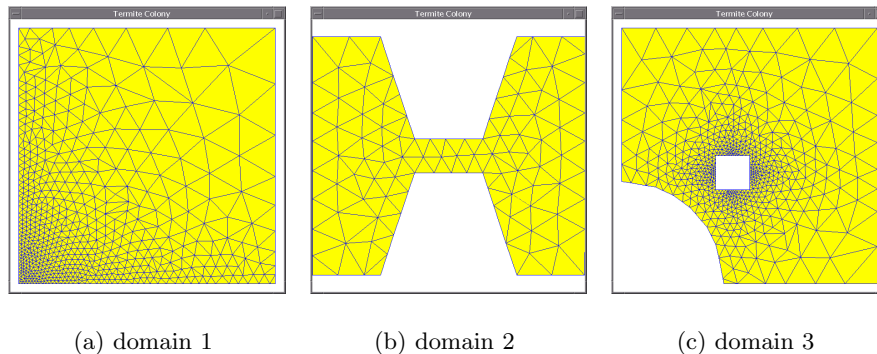 Termite Colony
Termite Colony
Termite Colony
(a) domain 1
(b) domain 2
(c) domain 3